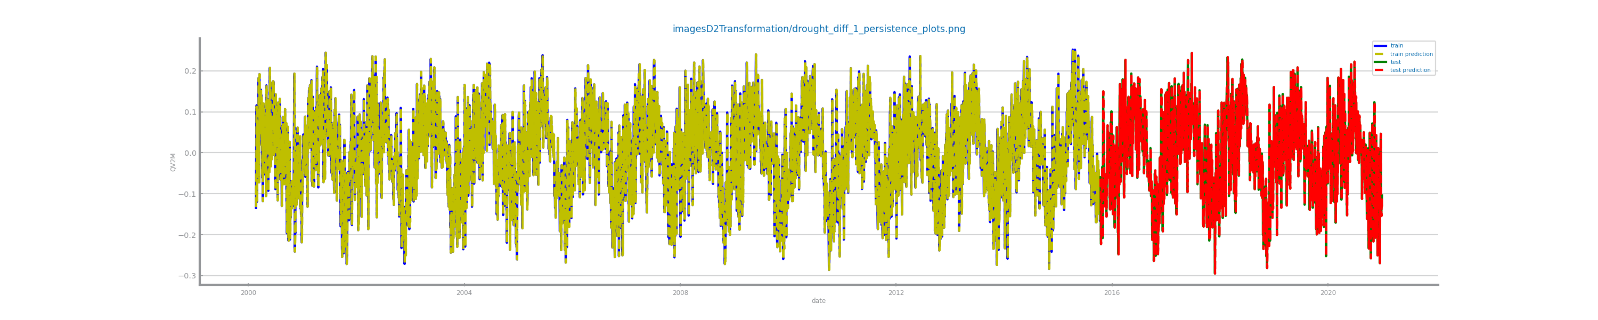 imagesD2Transformation/drought_diff_1_persistence_plots.png
train
train prediction
test
test prediction
0.2
0.1
0.0
−0.1
−0.2
−0.3
QV2M
2000
2004
2008
2012
2016
2020
date